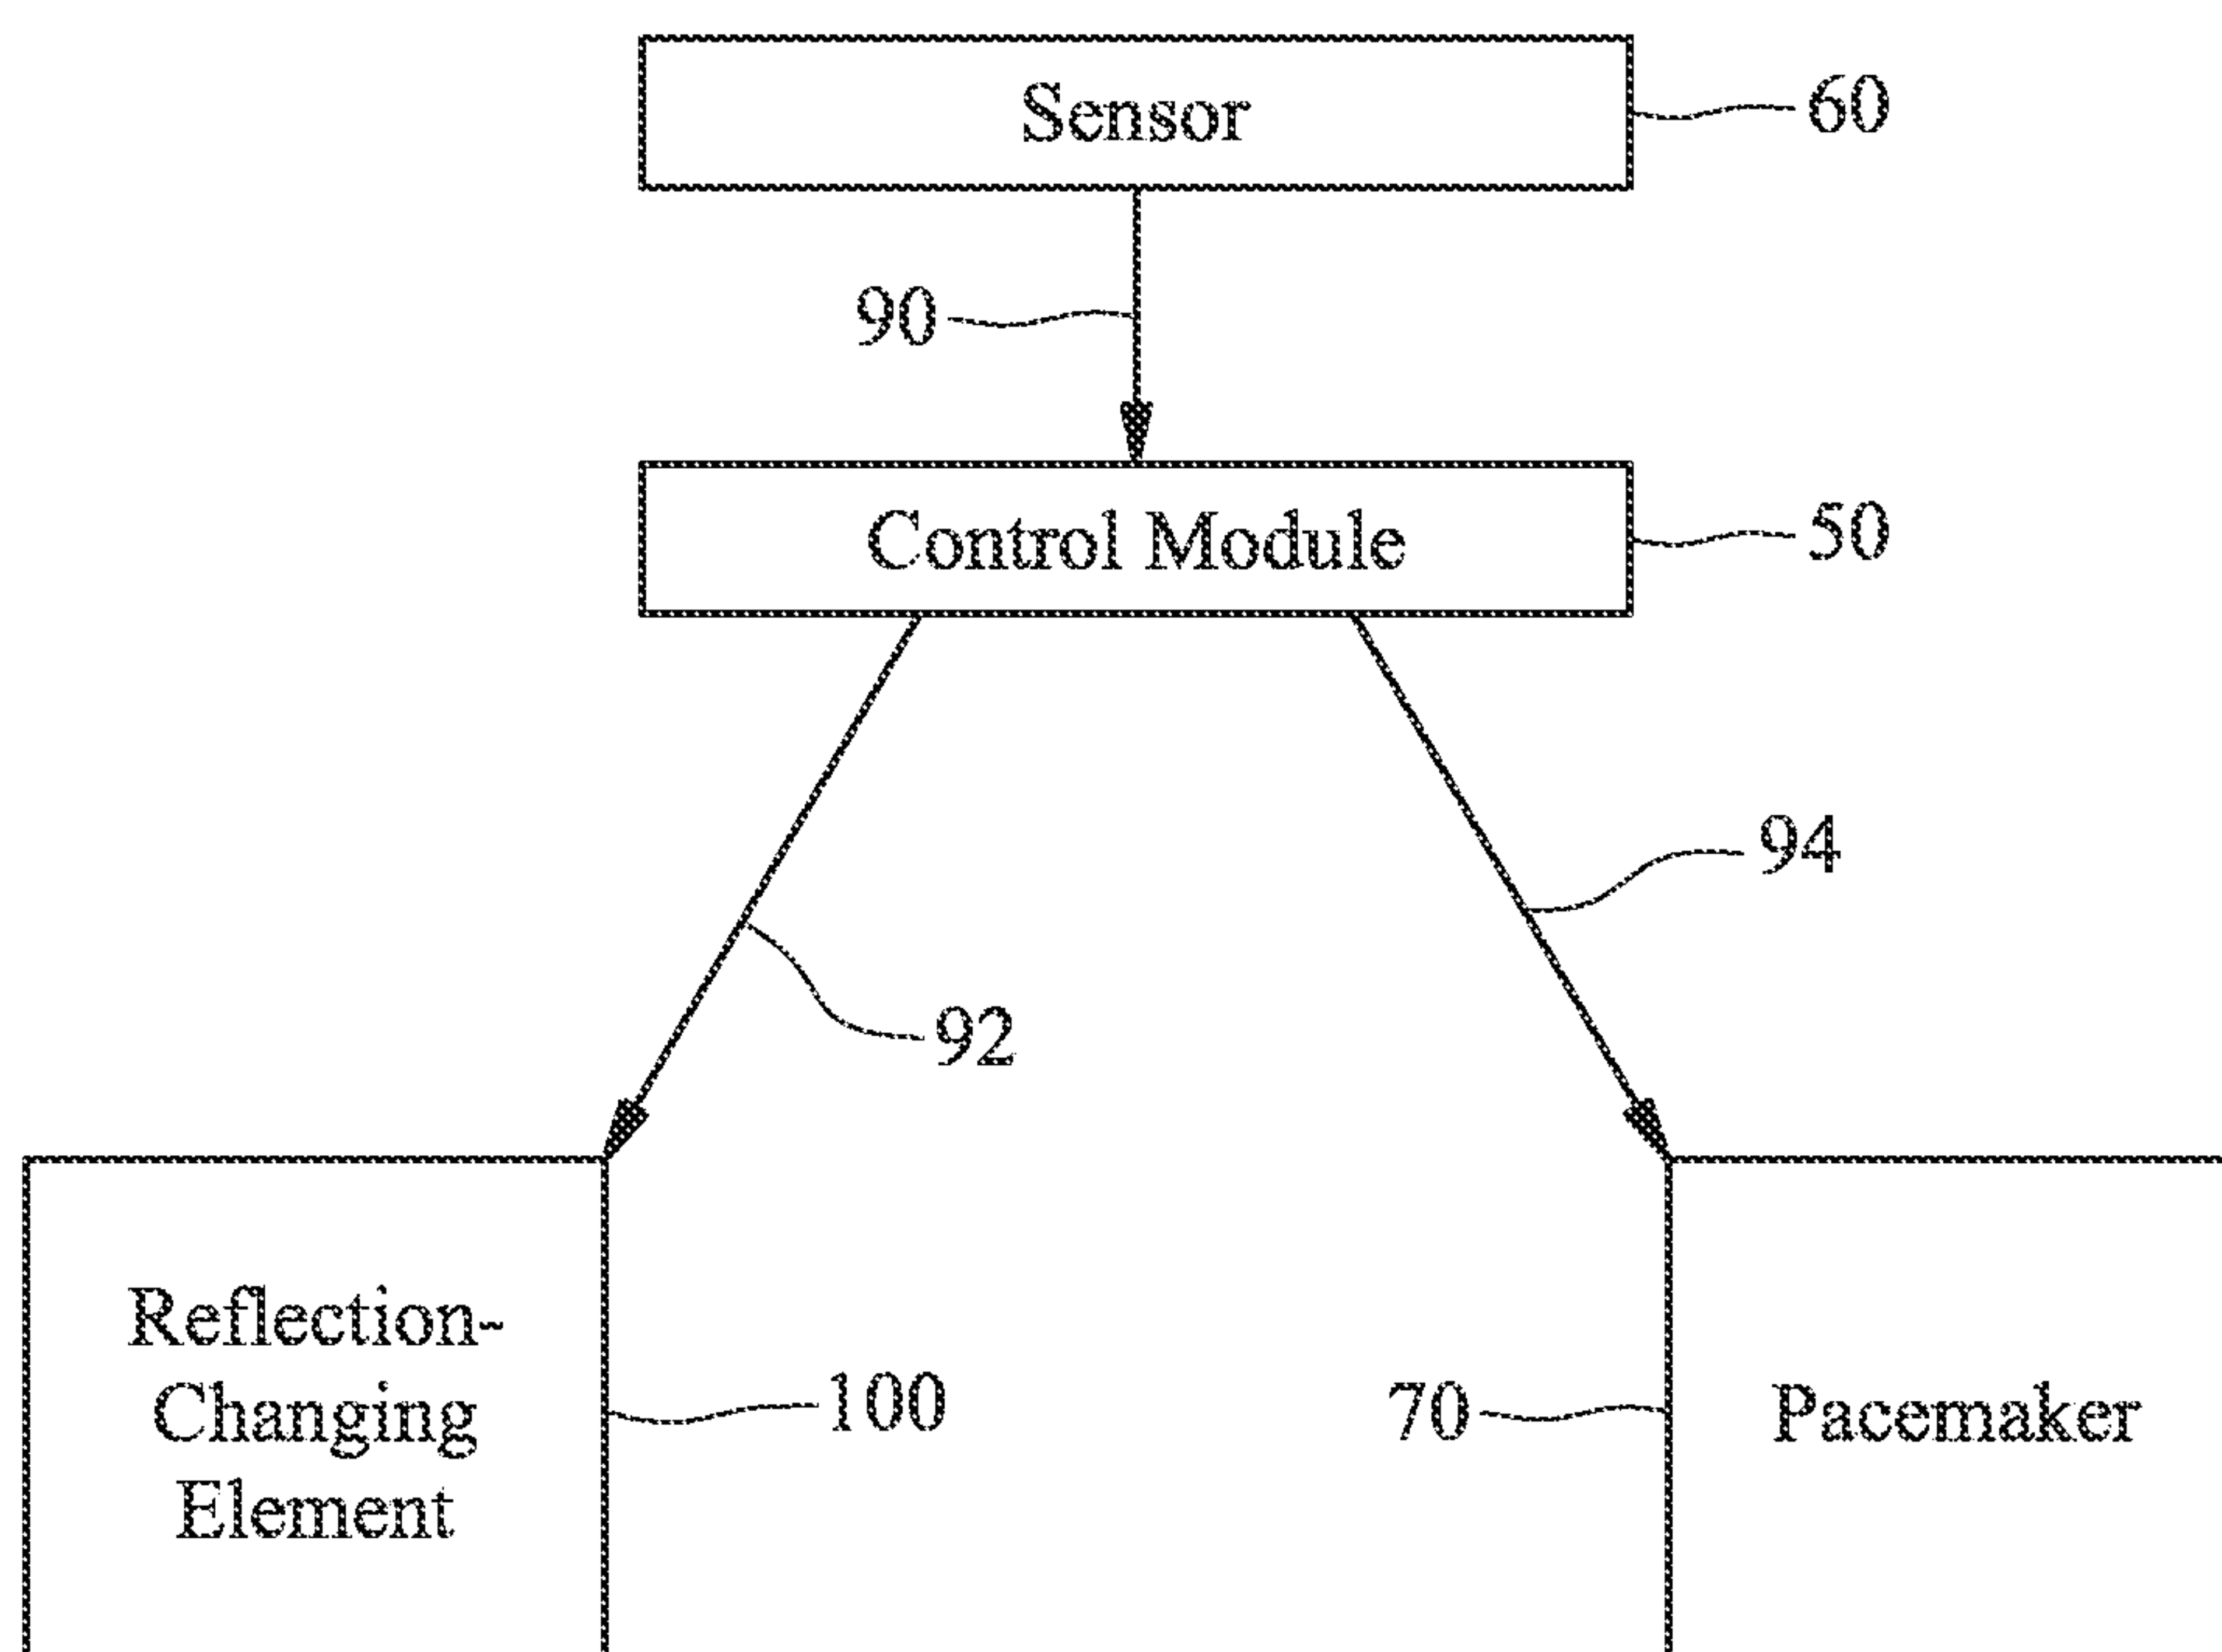 Sensor
60
90
Control Module
50
94
92
Reflection-
Changing
Element
100
70
Pacemaker